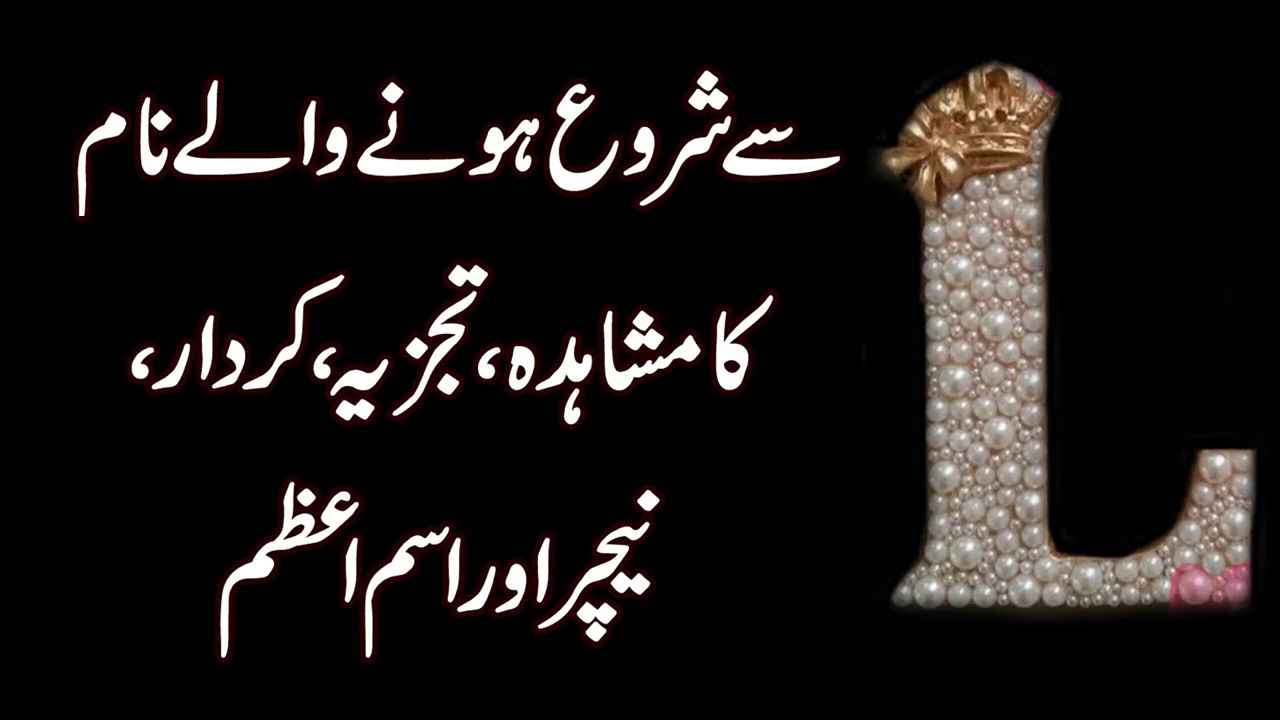 L سے شروع ہونے والے نام
کا مشاہدہ، تجزیہ، کردار،
نیچر اور اسم اعظم